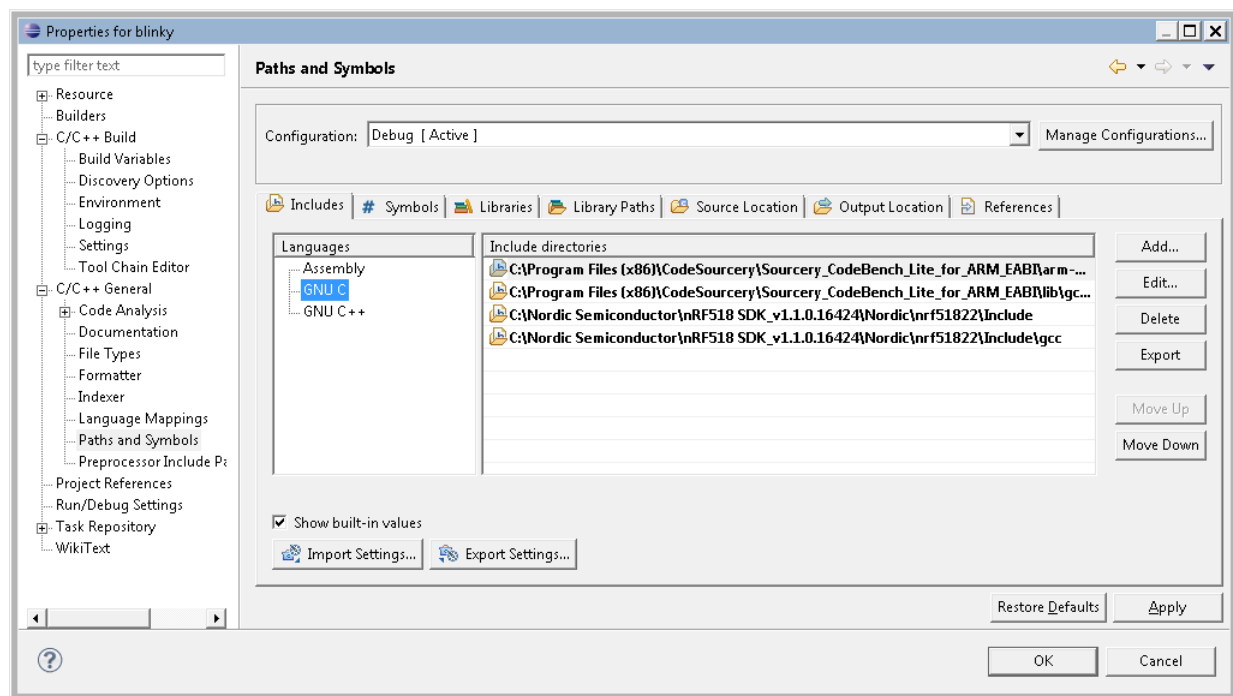 Properties for blinky
type filter text
Resource
Builders
C/C++ Build
Build Variables
Discovery Options
Environment
Logging
Settings
Tool Chain Editor
C/C++ General
Code Analysis
Documentation
File Types
Formatter
Indexer
Language Mappings
Paths and Symbols
Preprocessor Include Pa
Project References
Run/Debug Settings
Task Repository
WikiText
Paths and Symbols
Configuration: Debug [ Active ] Manage Configurations...
Includes # Symbols Libraries Library Paths Source Location Output Location References
Languages
Assembly
GNU C
GNU C++
Include directories
C:\Program Files (x86)\CodeSourcery\Sourcery_CodeBench_Lite_for_ARM_EABI\arm-...
C:\Program Files (x86)\CodeSourcery\Sourcery_CodeBench_Lite_for_ARM_EABI\lib\gc...
C:\Nordic Semiconductor\nRF518 SDK_v1.1.0.16424\Nordic\nrf51822\Include
C:\Nordic Semiconductor\nRF518 SDK_v1.1.0.16424\Nordic\nrf51822\Include\gcc
Add...
Edit...
Delete
Export
Move Up
Move Down
Show built-in values
Import Settings... Export Settings...
Restore Defaults Apply
? OK Cancel